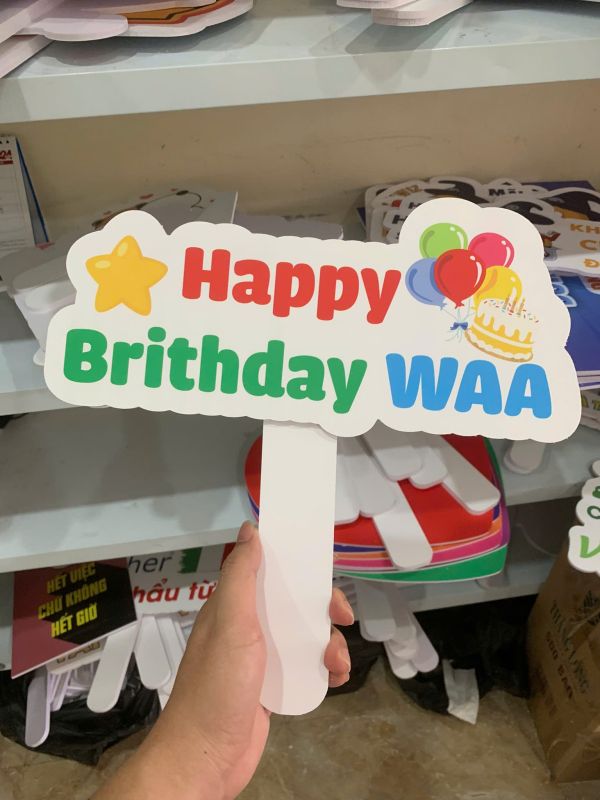 Happy
Brithday WAA
HẾT VIỆC
CHỨ KHÔNG
HẾT GIỜ
her
hẩu từ